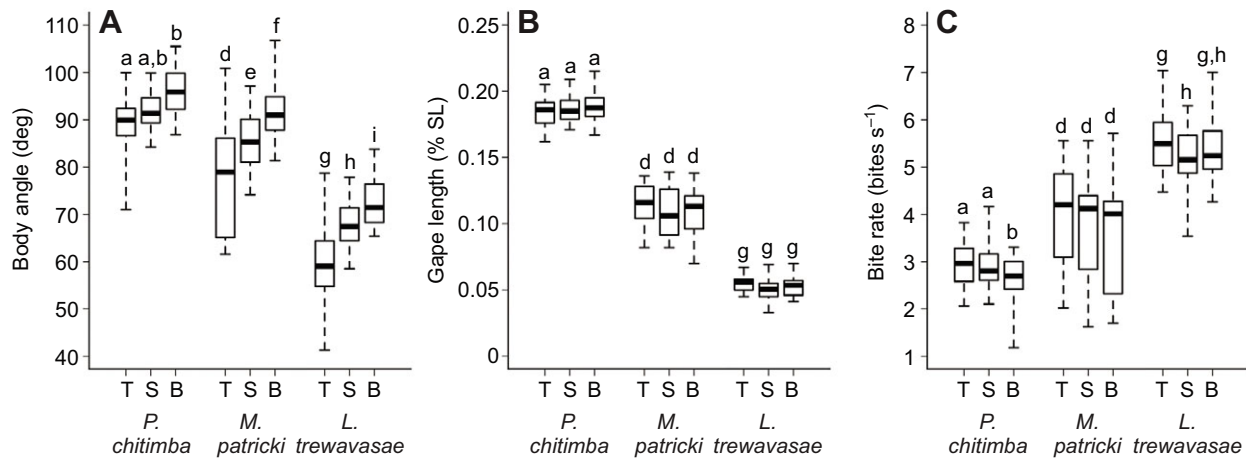 A
Body angle (deg)
110
100
90
80
70
60
50
40
a a,b b d e f g h i
T S B T S B T S B
P. chitimba
M. patricki
L. trewavasae
B
Gape length (% SL)
0.25
0.20
0.15
0.10
0.05
0
a a a d d d g g g
T S B T S B T S B
P. chitimba
M. patricki
L. trewavasae
C
Bite rate (bites s⁻¹)
8
7
6
5
4
3
2
1
a a b d d d g h g,h
T S B T S B T S B
P. chitimba
M. patricki
L. trewavasae